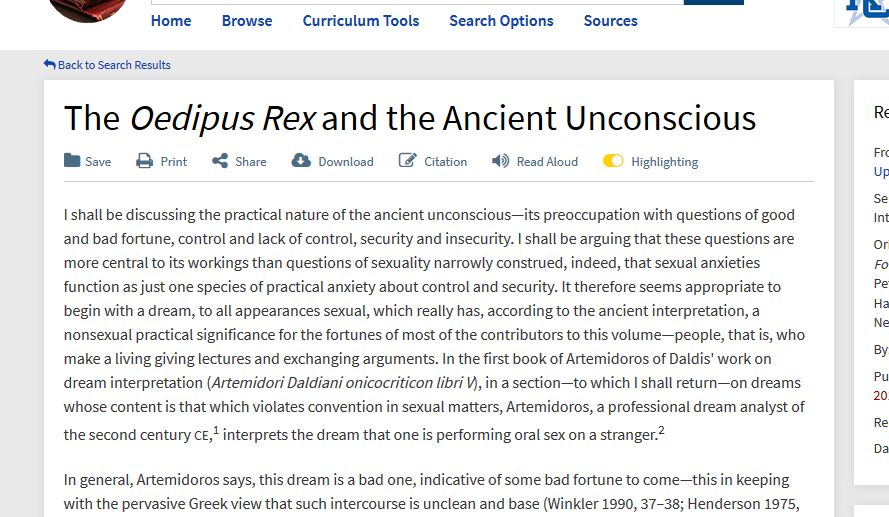 Home Browse Curriculum Tools Search Options Sources
Back to Search Results
The Oedipus Rex and the Ancient Unconscious
Save Print Share Download Citation Read Aloud Highlighting
I shall be discussing the practical nature of the ancient unconscious—its preoccupation with questions of good
and bad fortune, control and lack of control, security and insecurity. I shall be arguing that these questions are
more central to its workings than questions of sexuality narrowly construed, indeed, that sexual anxieties
function as just one species of practical anxiety about control and security. It therefore seems appropriate to
begin with a dream, to all appearances sexual, which really has, according to the ancient interpretation, a
nonsexual practical significance for the fortunes of most of the contributors to this volume—people, that is, who
make a living giving lectures and exchanging arguments. In the first book of Artemidoros of Daldis' work on
dream interpretation (Artemidori Daldiani onicocriticon libri V), in a section—to which I shall return—on dreams
whose content is that which violates convention in sexual matters, Artemidoros, a professional dream analyst of
the second century CE,1 interprets the dream that one is performing oral sex on a stranger.2
In general, Artemidoros says, this dream is a bad one, indicative of some bad fortune to come—this in keeping
with the pervasive Greek view that such intercourse is unclean and base (Winkler 1990, 37–38; Henderson 1975,
Re
Fro
Up
Se
Int
Ori
Fo
Pe
Ha
Ne
By
Pu
20
Re
Da